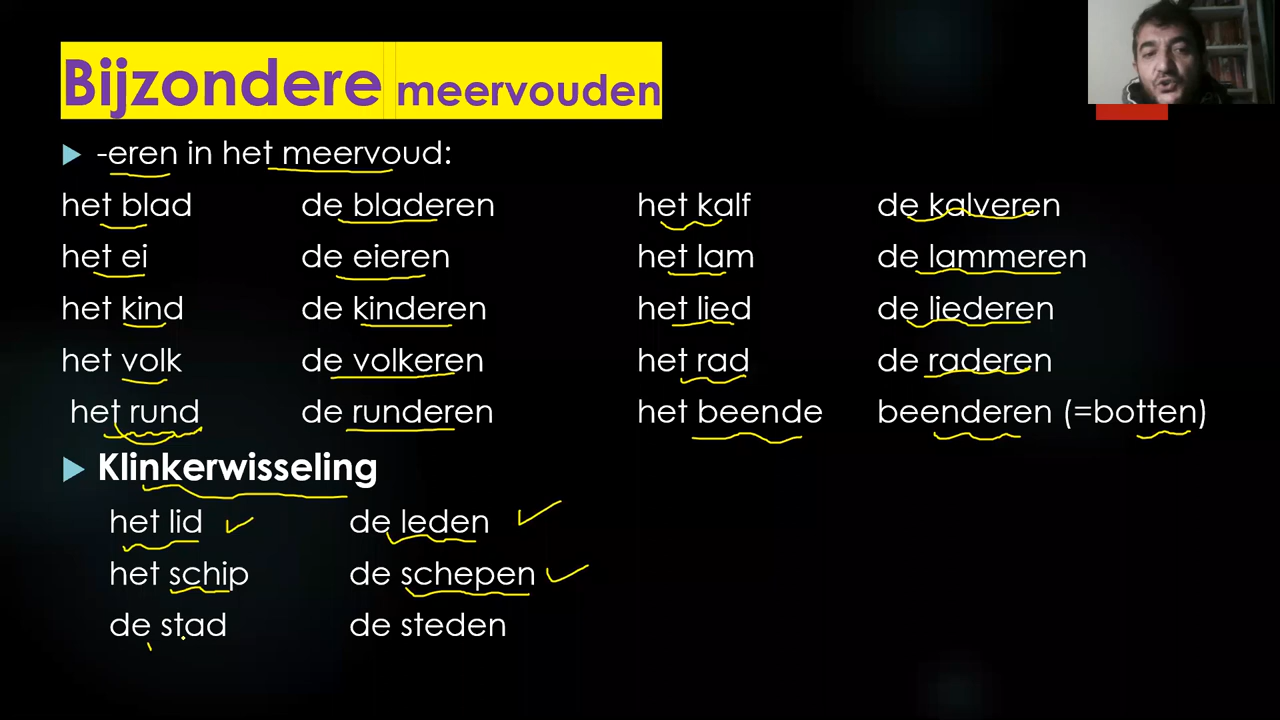 Bijzondere meervouden
-eren in het meervoud:
het blad de bladeren het kalf de kalveren
het ei de eieren het lam de lammeren
het kind de kinderen het lied de liederen
het volk de volkeren het rad de raderen
het rund de runderen het beende beenderen (=botten)
Klinkerwisseling
het lid de leden
het schip de schepen
de stad de steden